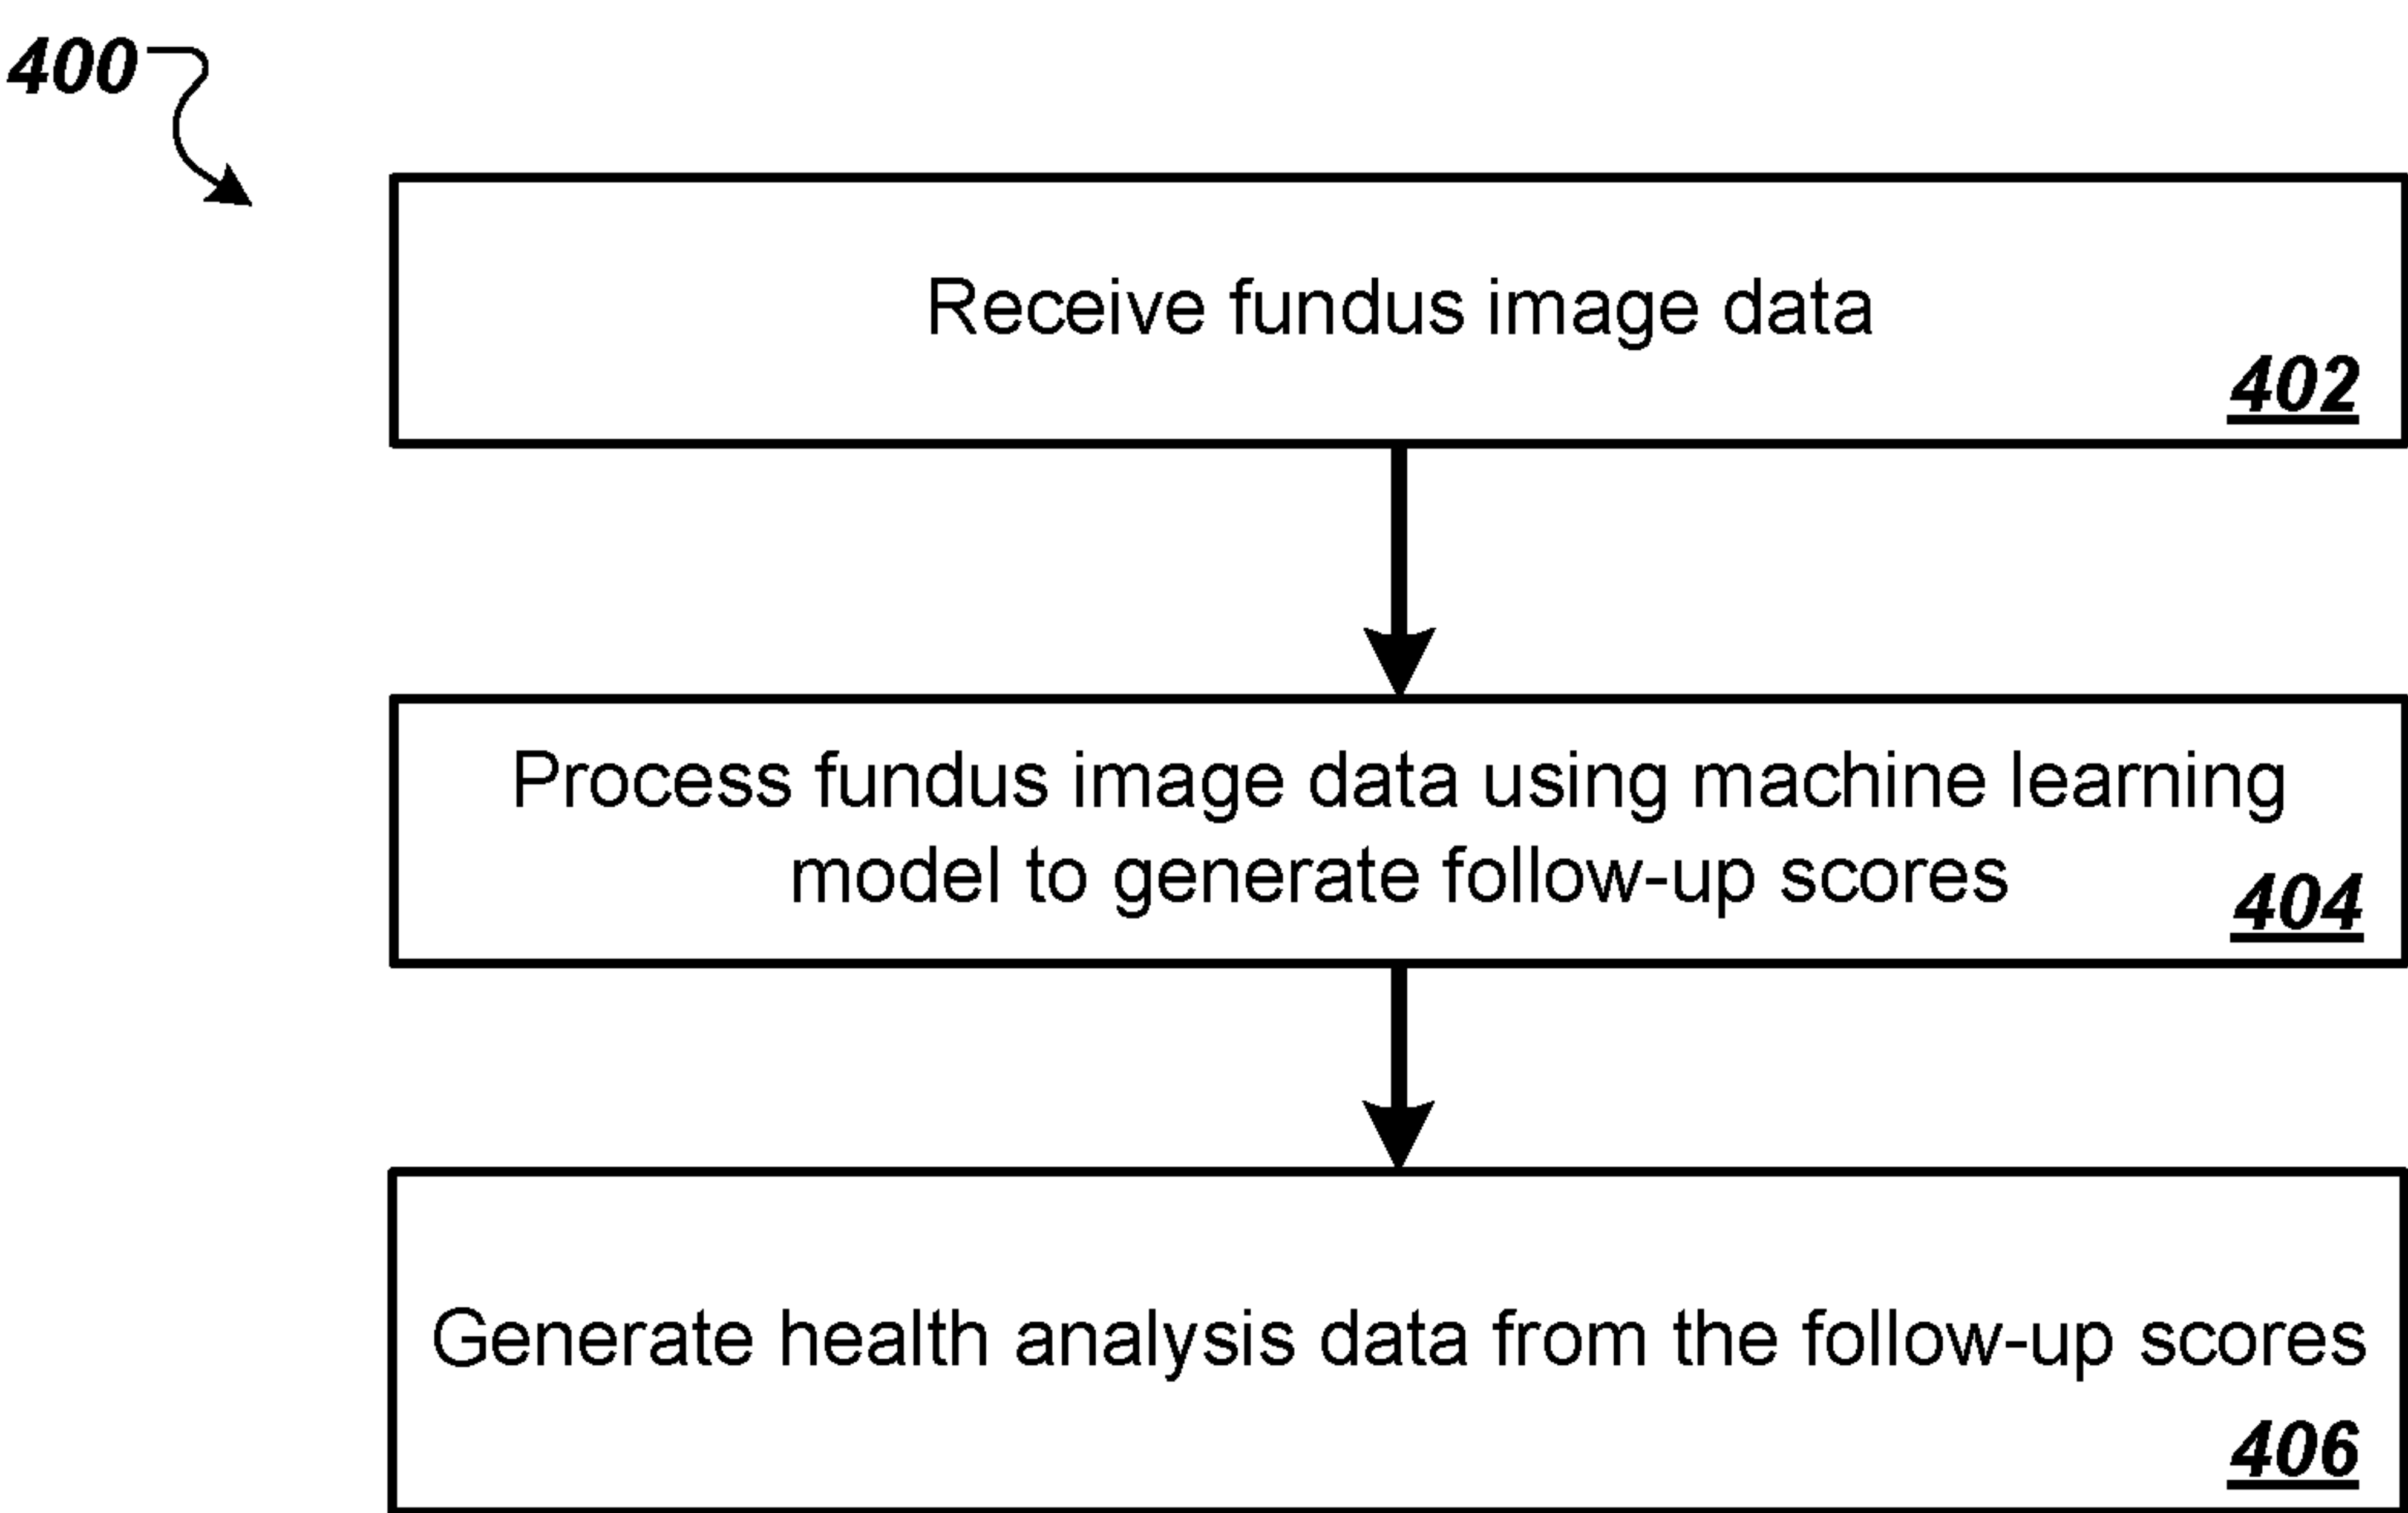 400
Receive fundus image data
402
Process fundus image data using machine learning
model to generate follow-up scores
404
Generate health analysis data from the follow-up scores
406